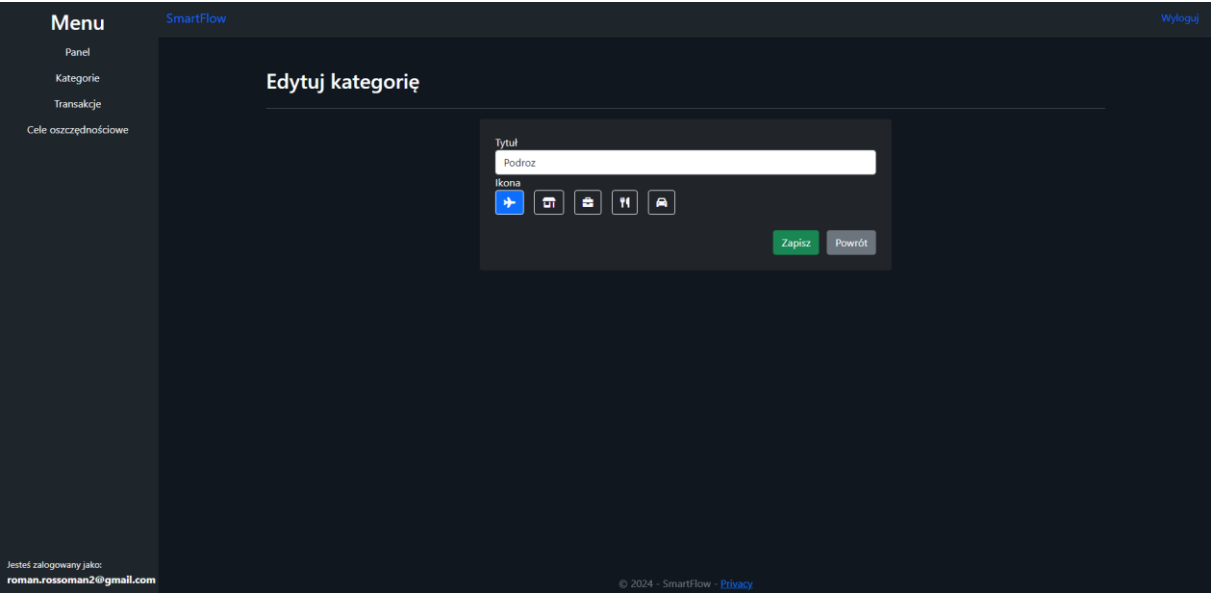 Menu
Panel
Kategorie
Transakcje
Cele oszczędnościowe
Jesteś zalogowany jako:
roman.rossoman2@gmail.com
SmartFlow
Wyloguj
Edytuj kategorię
Tytuł
Podroz
Ikona
Zapisz Powrót
© 2024 - SmartFlow - Privacy